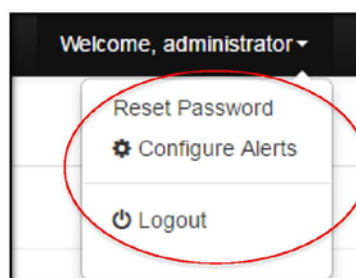 Welcome, administrator
Reset Password
Configure Alerts
Logout